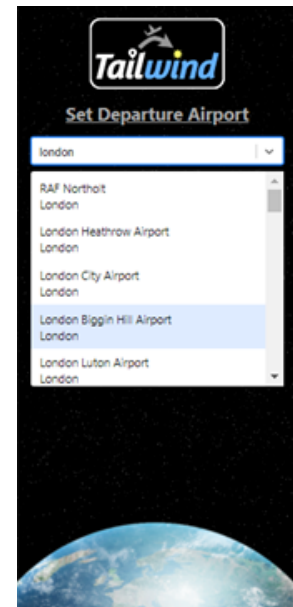 Tailwind
Set Departure Airport
london
RAF Northolt
London
London Heathrow Airport
London
London City Airport
London
London Biggin Hill Airport
London
London Luton Airport
London